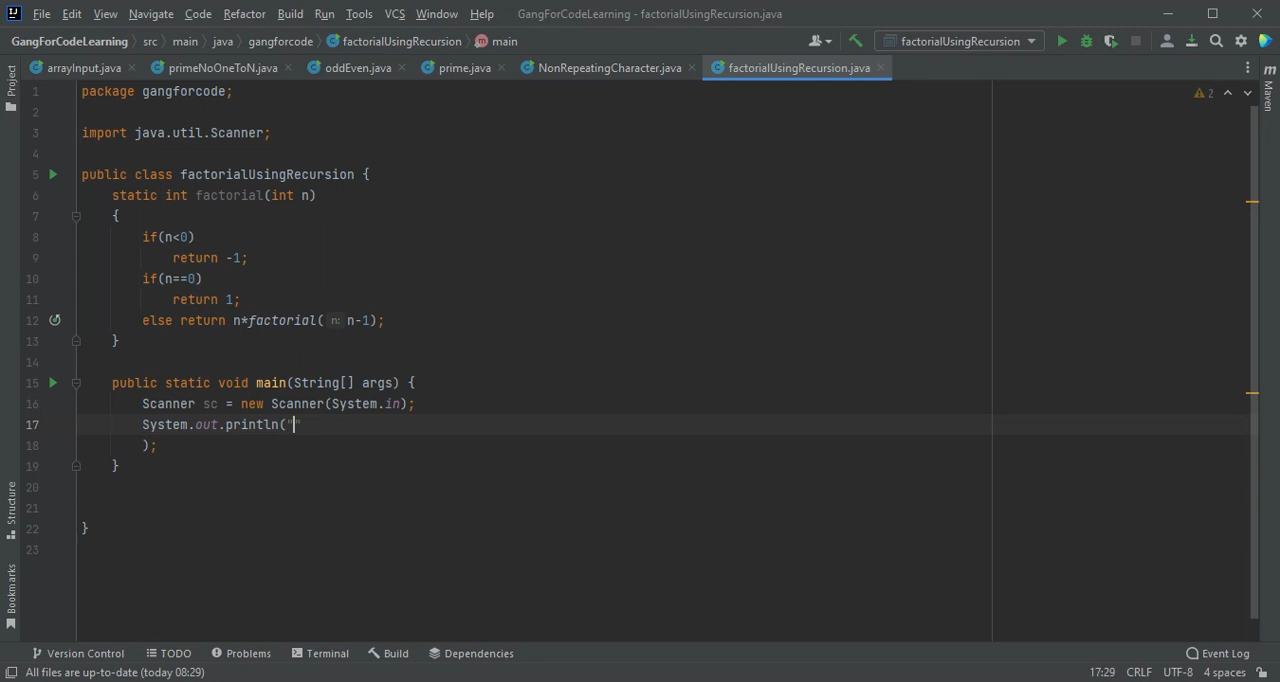 File Edit View Navigate Code Refactor Build Run Tools VCS Window Help GangForCodeLearning - factorialUsingRecursion.java
GangForCodeLearning src main java gangforcode factorialUsingRecursion main factorialUsingRecursion
arrayInput.java primeNoOneToN.java oddEven.java prime.java NonRepeatingCharacter.java factorialUsingRecursion.java
Project
Structure
Bookmarks
Maven
2
1 package gangforcode;
2
3 import java.util.Scanner;
4
5 public class factorialUsingRecursion {
6 static int factorial(int n)
7 {
8 if(n<0)
9 return -1;
10 if(n==0)
11 return 1;
12 else return n*factorial( n: n-1);
13 }
14
15 public static void main(String[] args) {
16 Scanner sc = new Scanner(System.in);
17 System.out.println(""
18 );
19 }
20
21
22 }
23
Version Control TODO Problems Terminal Build Dependencies Event Log
All files are up-to-date (today 08:29) 17:29 CRLF UTF-8 4 spaces